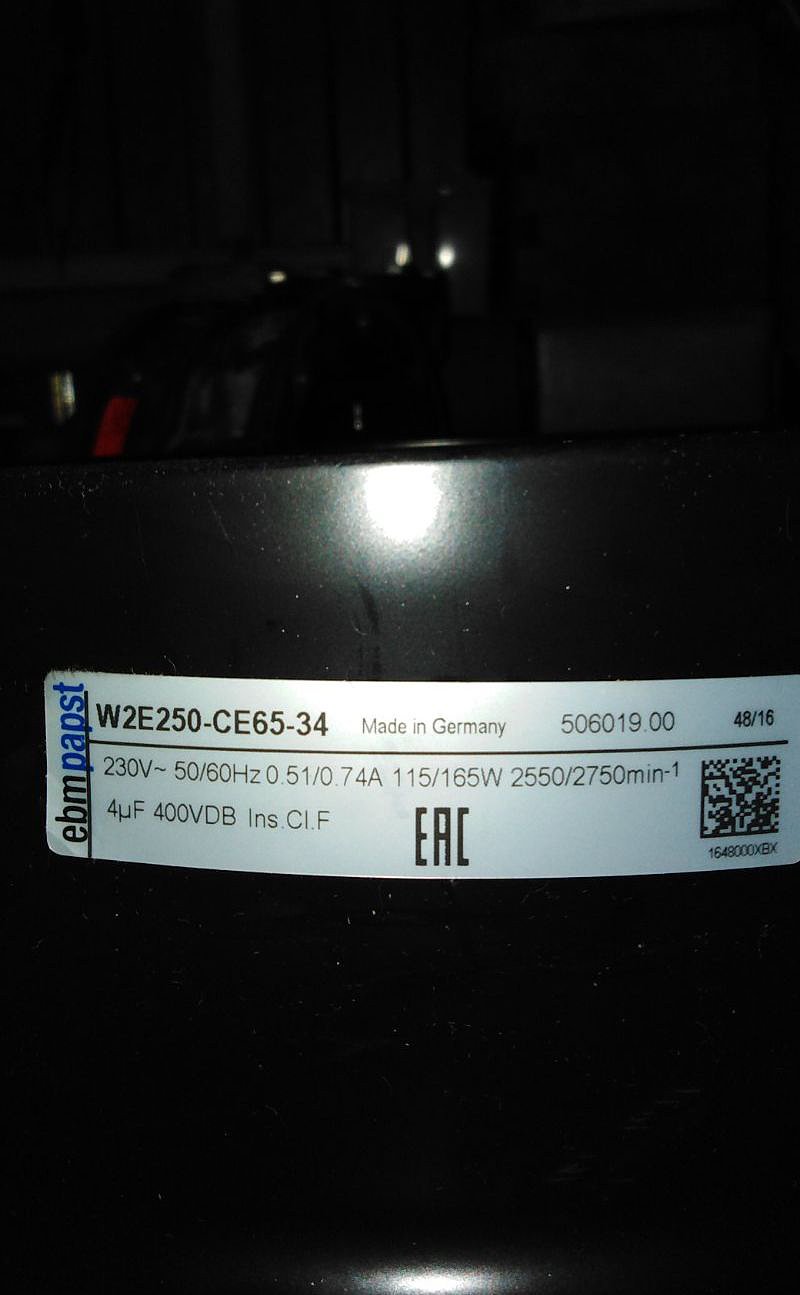 ebmpapst
W2E250-CE65-34 Made in Germany 506019.00 48/16
230V~ 50/60Hz 0.51/0.74A 115/165W 2550/2750min-1
4µF 400VDB Ins.Cl.F
EAC
1648000XBX